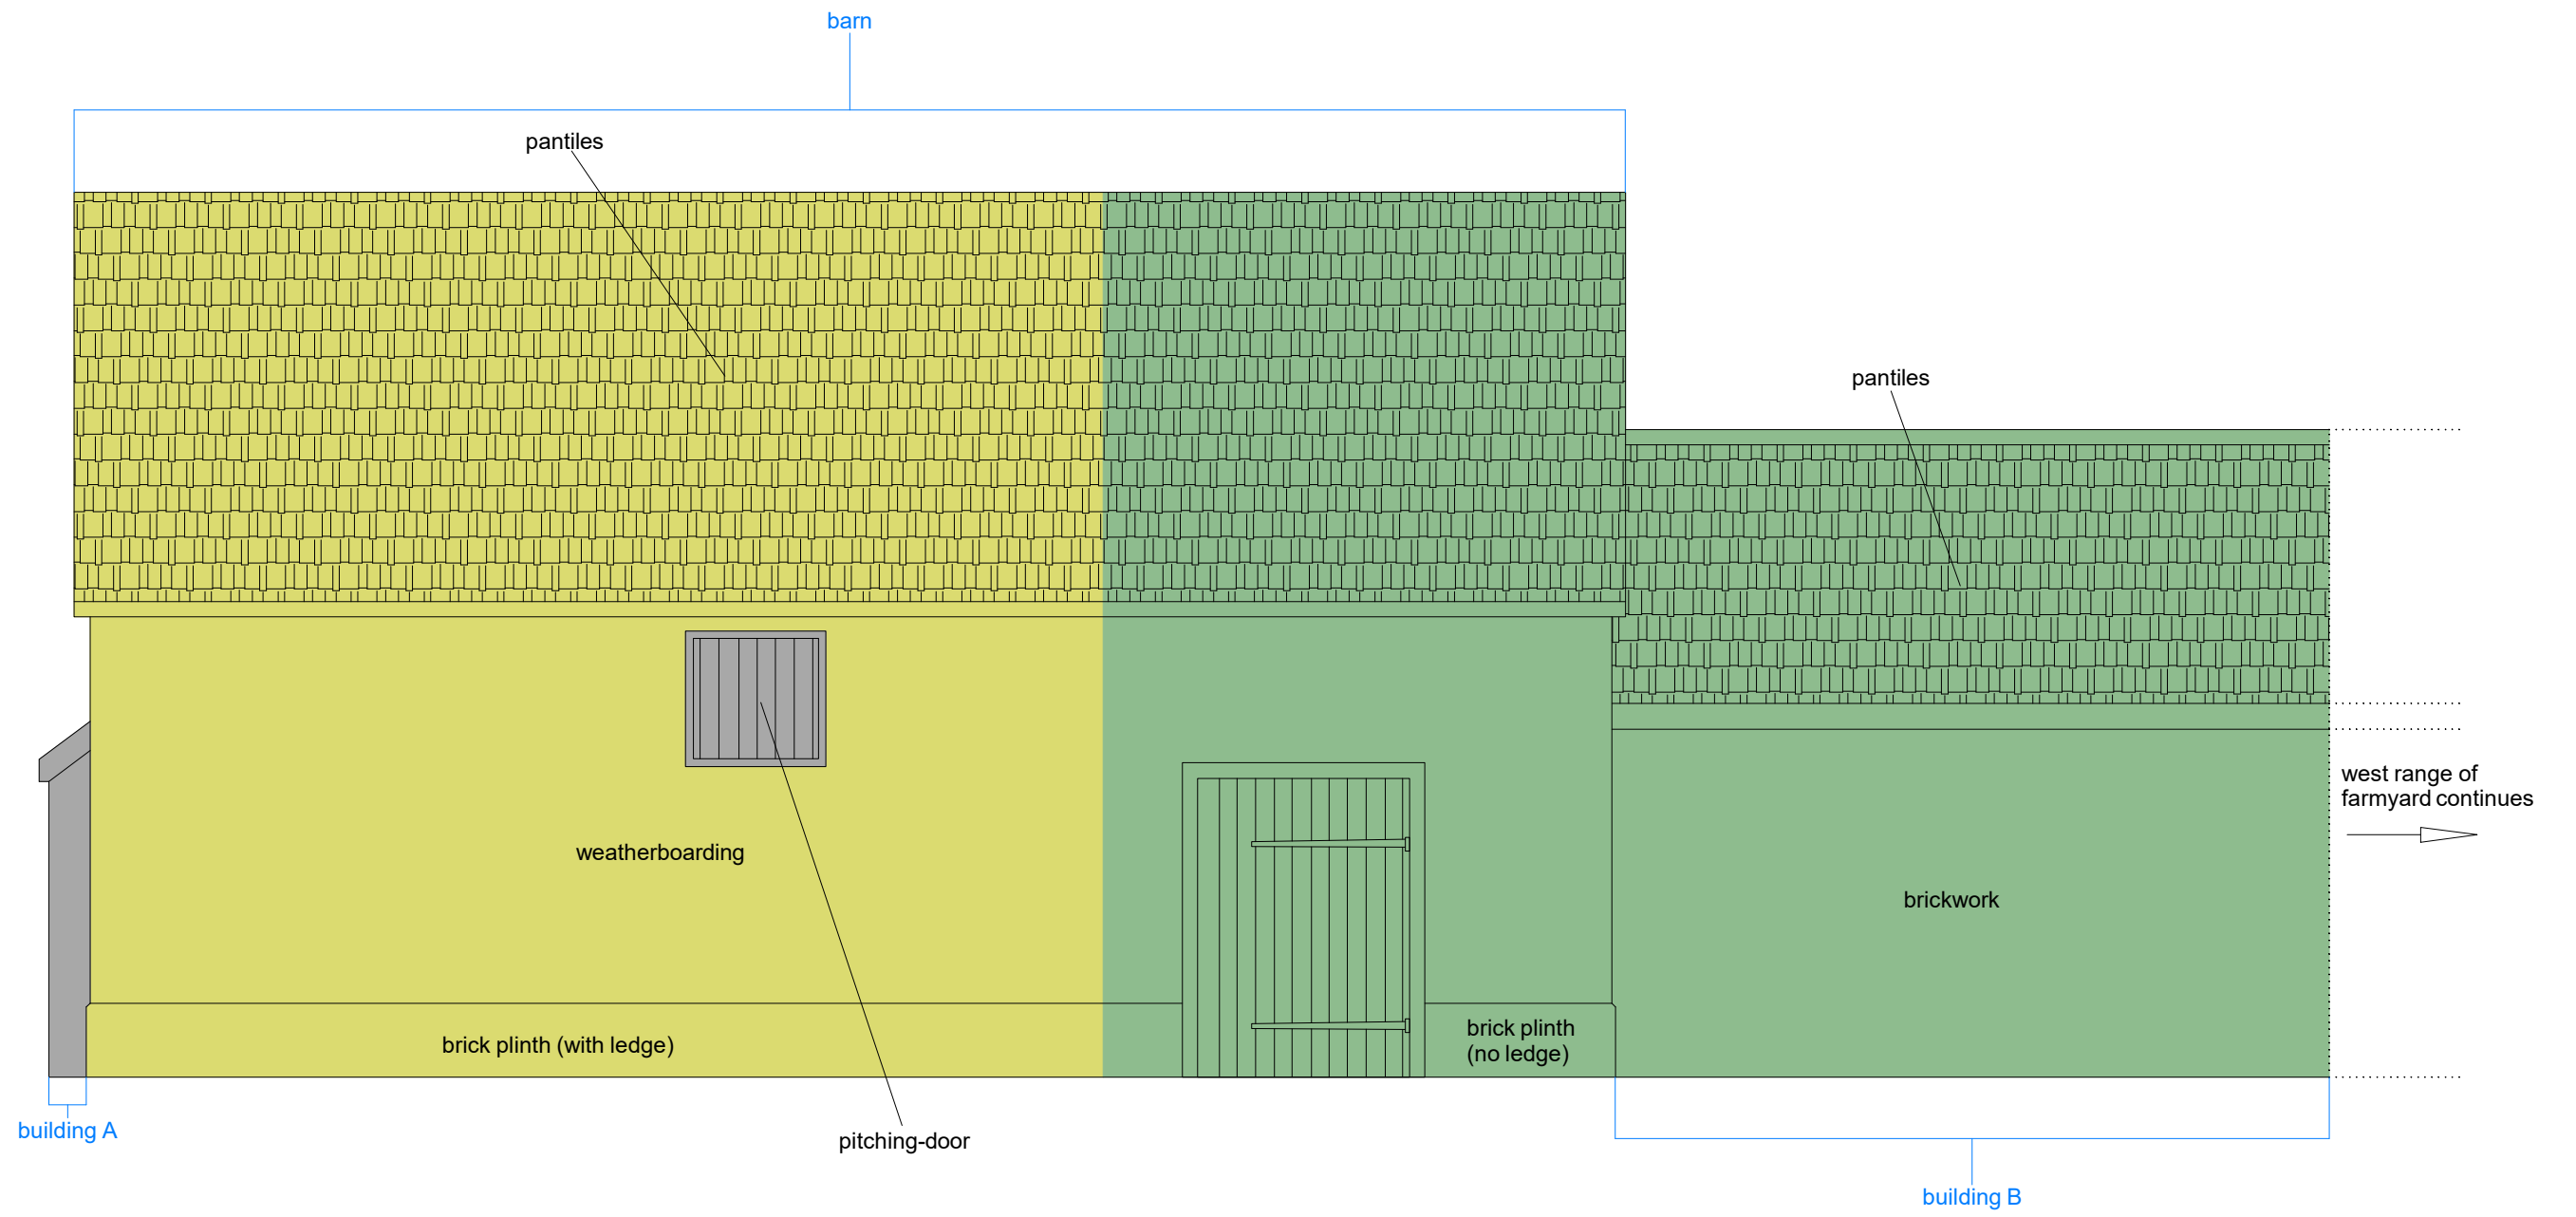 barn
pantiles
pantiles
west range of
farmyard continues
weatherboarding
brickwork
brick plinth (with ledge)
brick plinth
(no ledge)
building A
pitching-door
building B